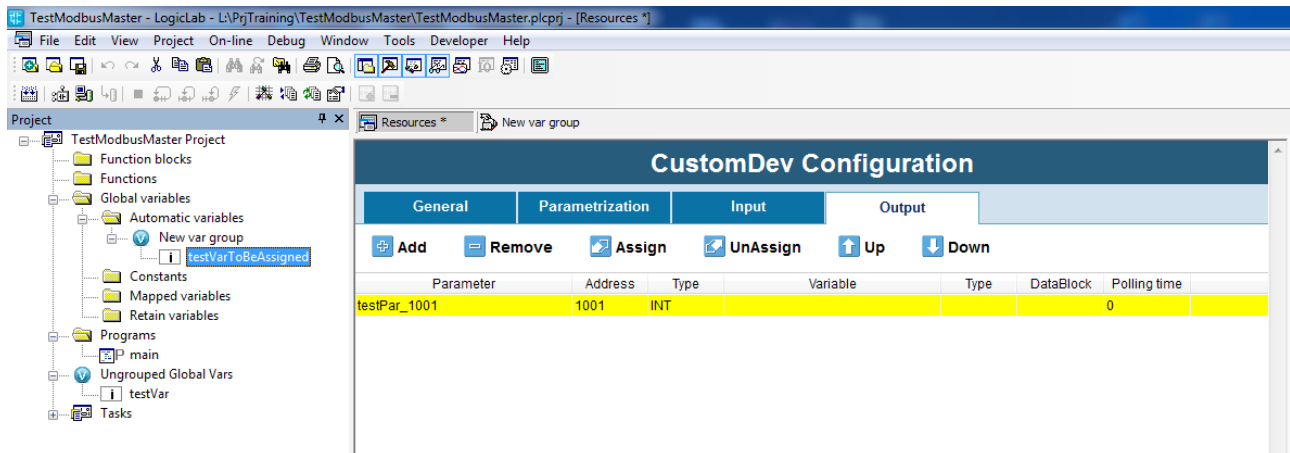 TestModbusMaster - LogicLab - L:\PrjTraining\TestModbusMaster\TestModbusMaster.plcprj - [Resources *]
File Edit View Project On-line Debug Window Tools Developer Help
Project
TestModbusMaster Project
Function blocks
Functions
Global variables
Automatic variables
New var group
testVarToBeAssigned
Constants
Mapped variables
Retain variables
Programs
P main
Ungrouped Global Vars
testVar
Tasks
Resources * New var group
CustomDev Configuration
General Parametrization Input Output
Add Remove Assign UnAssign Up Down
Parameter Address Type Variable Type DataBlock Polling time
testPar_1001 1001 INT 0